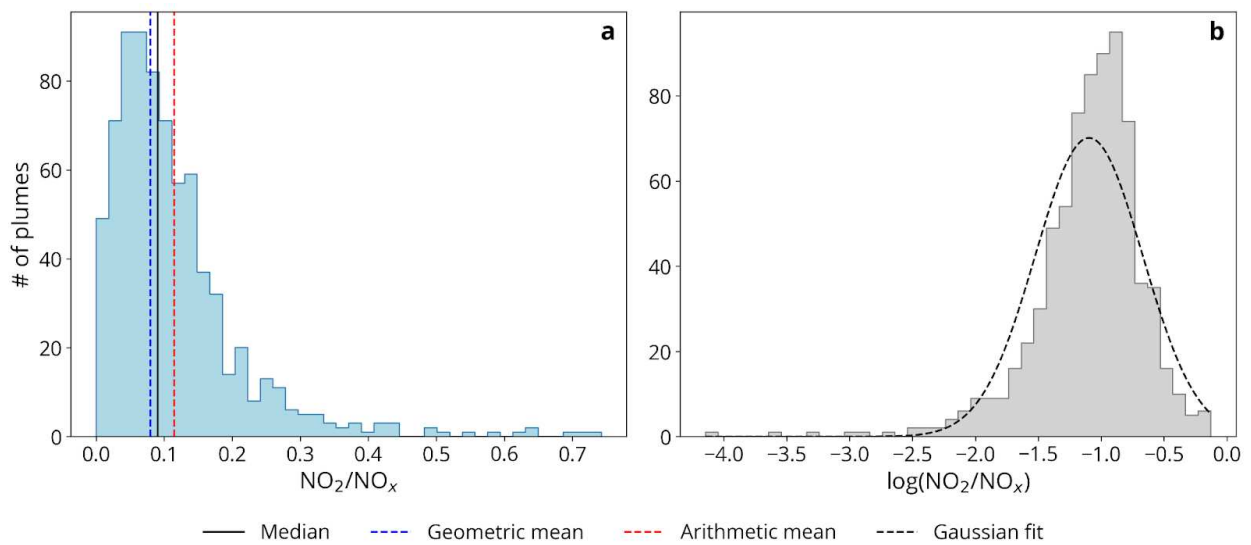 a
# of plumes
80
60
40
20
0
0.0 0.1 0.2 0.3 0.4 0.5 0.6 0.7
NO₂/NOₓ
b
80
60
40
20
0
−4.0 −3.5 −3.0 −2.5 −2.0 −1.5 −1.0 −0.5 0.0
log(NO₂/NOₓ)
Median Geometric mean Arithmetic mean Gaussian fit